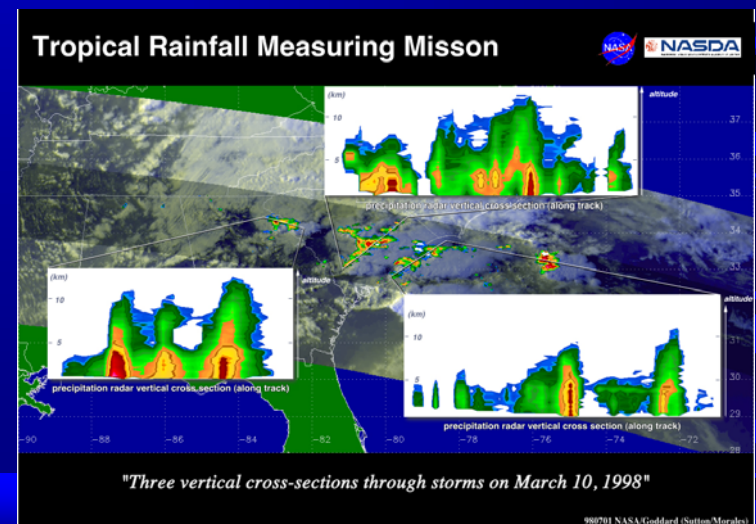 Tropical Rainfall Measuring Misson
NASA
NASDA
(km)
altitude
10
5
precipitation radar vertical cross section (along track)
37
36
35
34
33
(km)
altitude
10
5
precipitation radar vertical cross section (along track)
(km)
altitude
10
5
precipitation radar vertical cross section (along track)
31
30
29
28
-90
-88
-86
-84
-82
-81
-79
-78
-76
-75
-74
-72
"Three vertical cross-sections through storms on March 10, 1998"
980701 NASA/Goddard (Sutton/Morales)